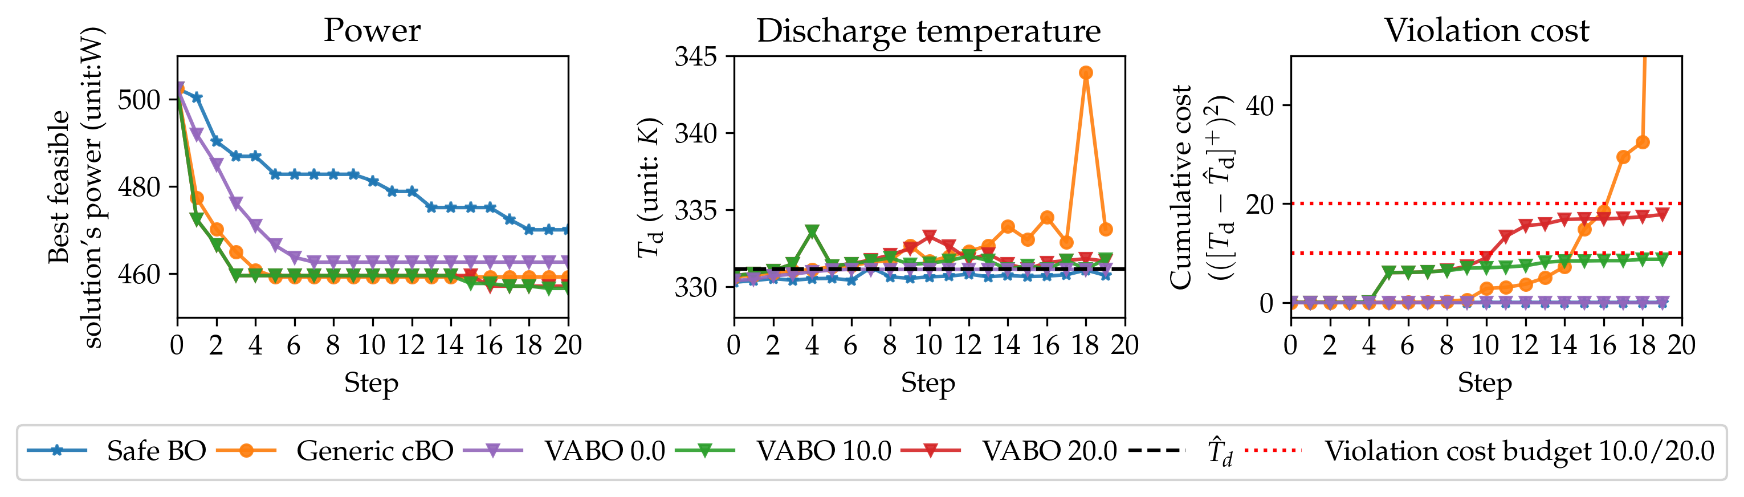 Power
Best feasible
solution's power (unit:W)
500
480
460
0 2 4 6 8 10 12 14 16 18 20
Step
Discharge temperature
T_d (unit: K)
345
340
335
330
0 2 4 6 8 10 12 14 16 18 20
Step
Violation cost
Cumulative cost
(([T_d − T̂_d]⁺)²)
40
20
0
0 2 4 6 8 10 12 14 16 18 20
Step
Safe BO Generic cBO VABO 0.0 VABO 10.0 VABO 20.0 T̂_d Violation cost budget 10.0/20.0